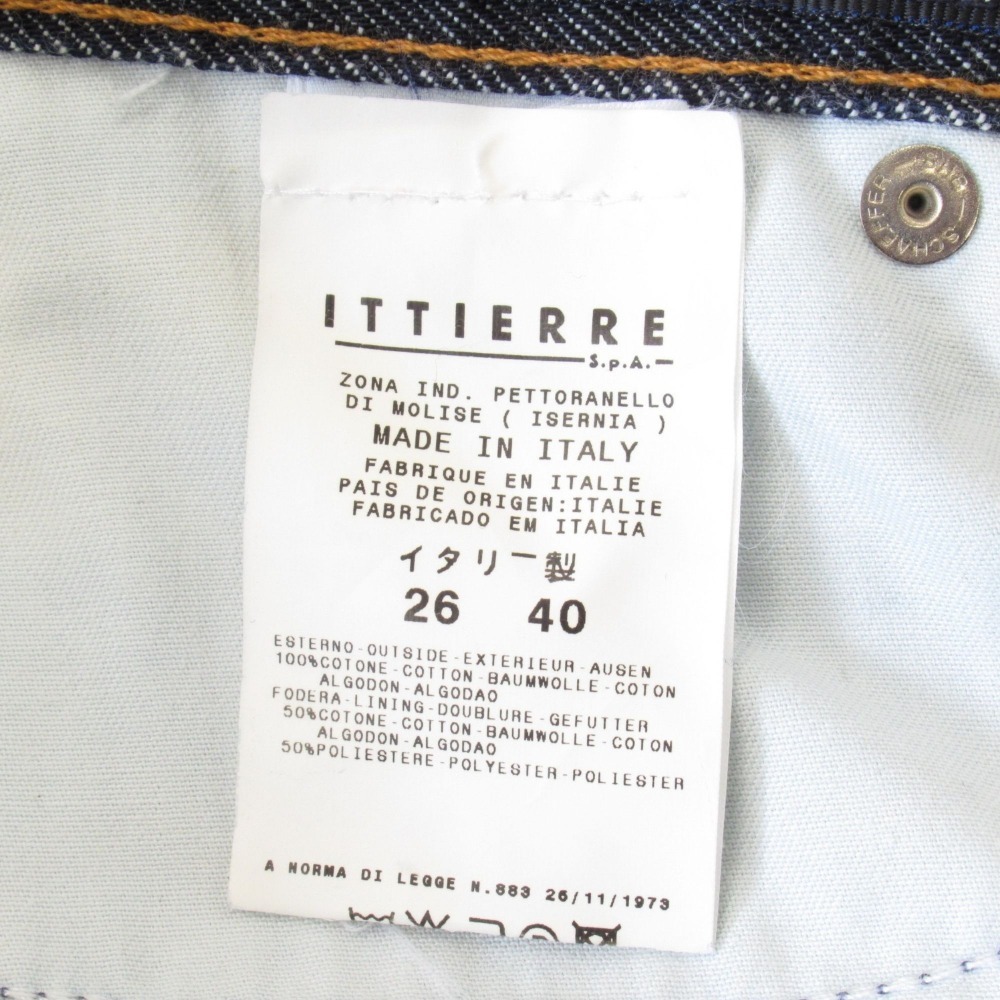 ITTIERRE
S.p.A.
ZONA IND. PETTORANELLO
DI MOLISE ( ISERNIA )
MADE IN ITALY
FABRIQUE EN ITALIE
PAIS DE ORIGEN:ITALIE
FABRICADO EM ITALIA
イタリー製
26 40
ESTERNO-OUTSIDE-EXTERIEUR-AUSEN
100%COTONE-COTTON-BAUMWOLLE-COTON
ALGODON-ALGODAO
FODERA-LINING-DOUBLURE-GEFUTTER
50%COTONE-COTTON-BAUMWOLLE-COTON
ALGODON-ALGODAO
50%POLIESTERE-POLYESTER-POLIESTER
A NORMA DI LEGGE N.883 26/11/1973
SCHAEFFER